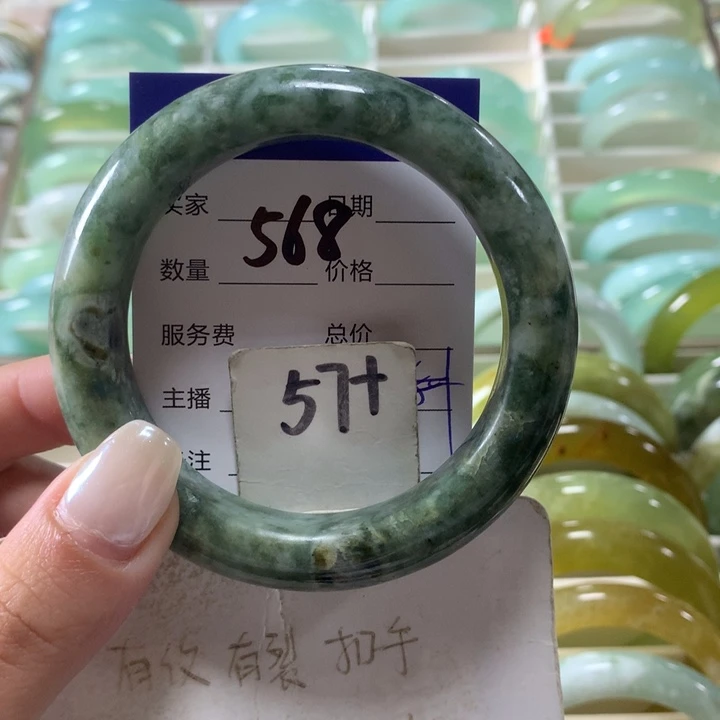 买家 568 日期
数量 价格
服务费 总价
主播
57+
注
有纹 有裂 扣手